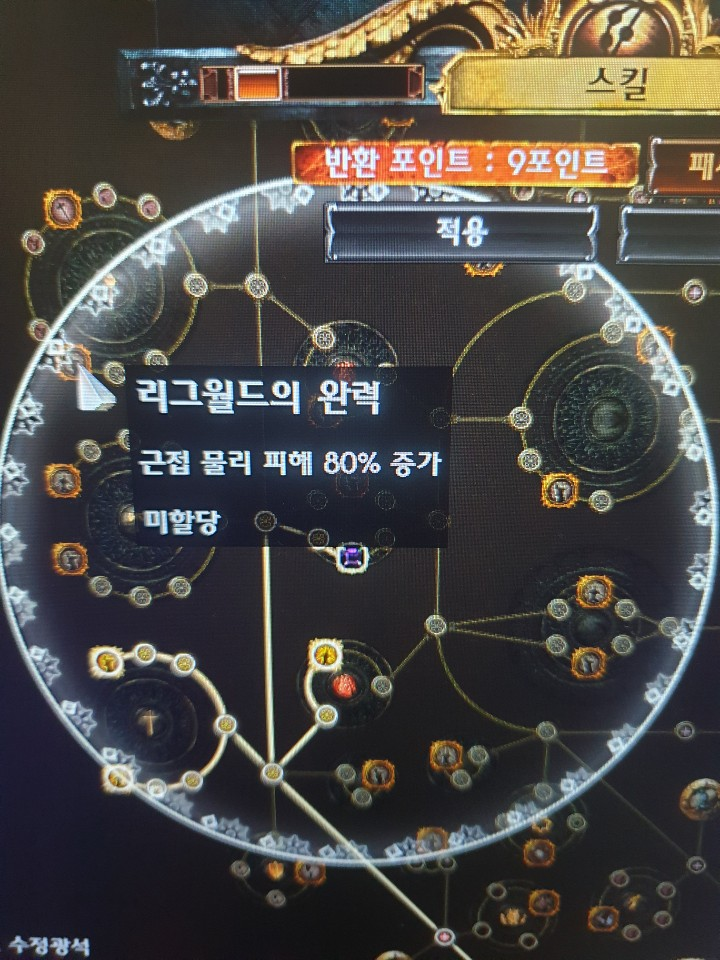 스킬
반환 포인트 : 9포인트
패
적용
리그월드의 완력
근접 물리 피해 80% 증가
미할당
수정광석